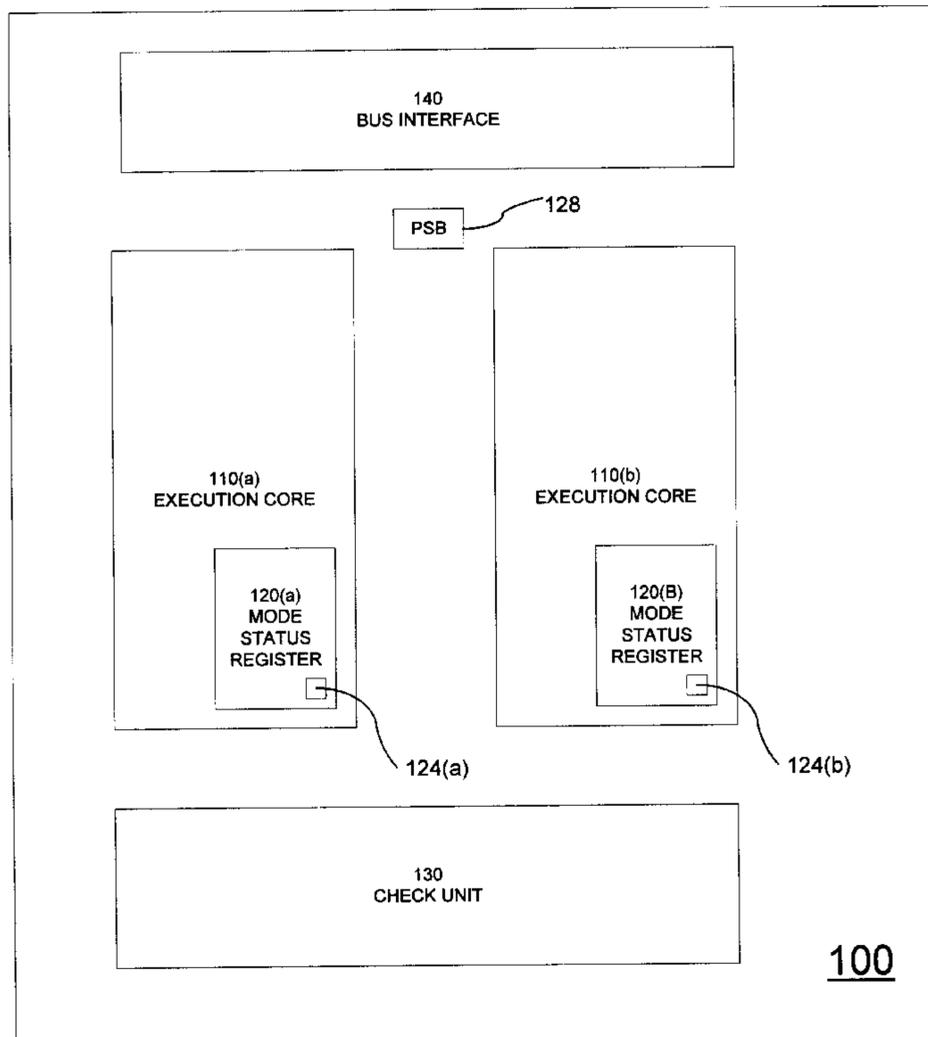 140
BUS INTERFACE
PSB
128
110(a)
EXECUTION CORE
110(b)
EXECUTION CORE
120(a)
MODE
STATUS
REGISTER
120(B)
MODE
STATUS
REGISTER
124(a)
124(b)
130
CHECK UNIT
100